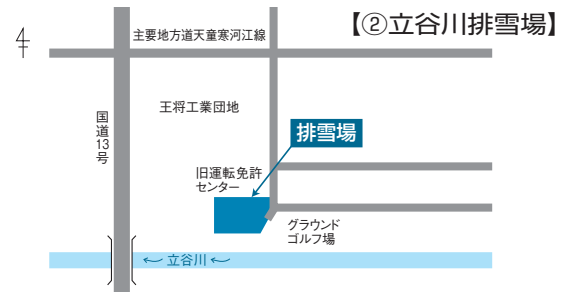 【②立谷川排雪場】
主要地方道天童寒河江線
王将工業団地
国道13号
排雪場
旧運転免許
センター
グラウンド
ゴルフ場
立谷川